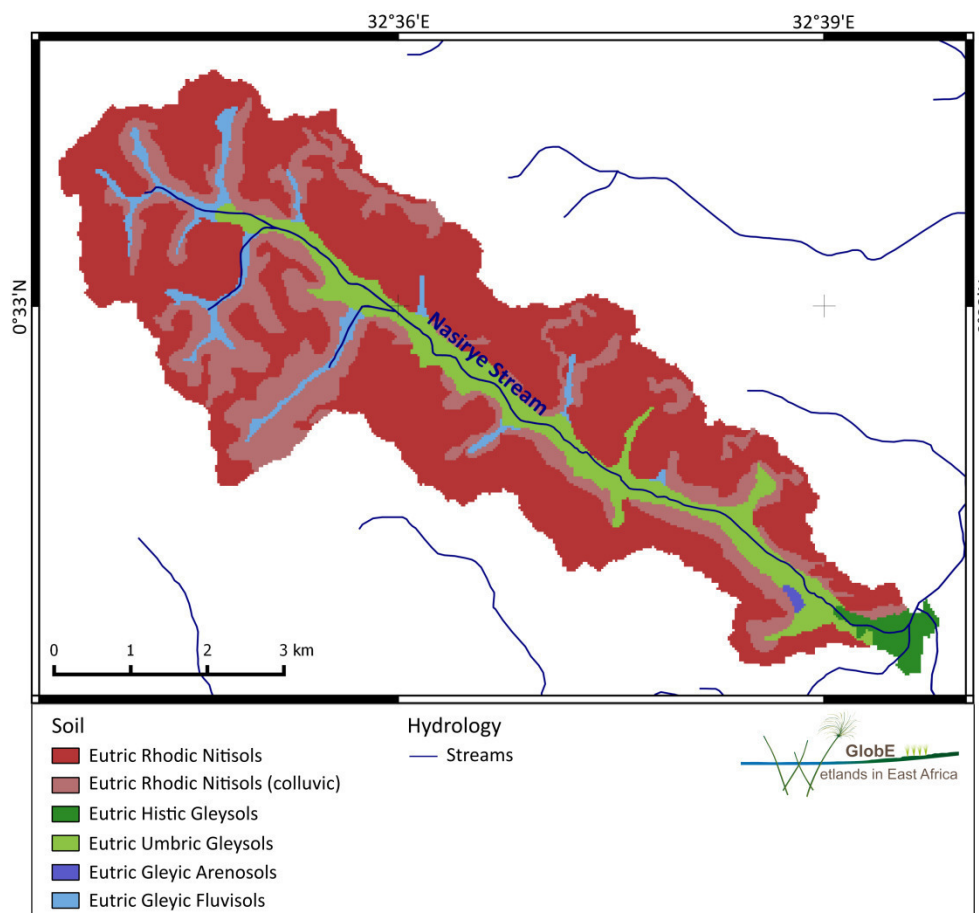 32°36'E
32°39'E
0°33'N
Nasirye Stream
0 1 2 3 km
Soil
Eutric Rhodic Nitisols
Eutric Rhodic Nitisols (colluvic)
Eutric Histic Gleysols
Eutric Umbric Gleysols
Eutric Gleyic Arenosols
Eutric Gleyic Fluvisols
Hydrology
Streams
GlobE
etlands in East Africa